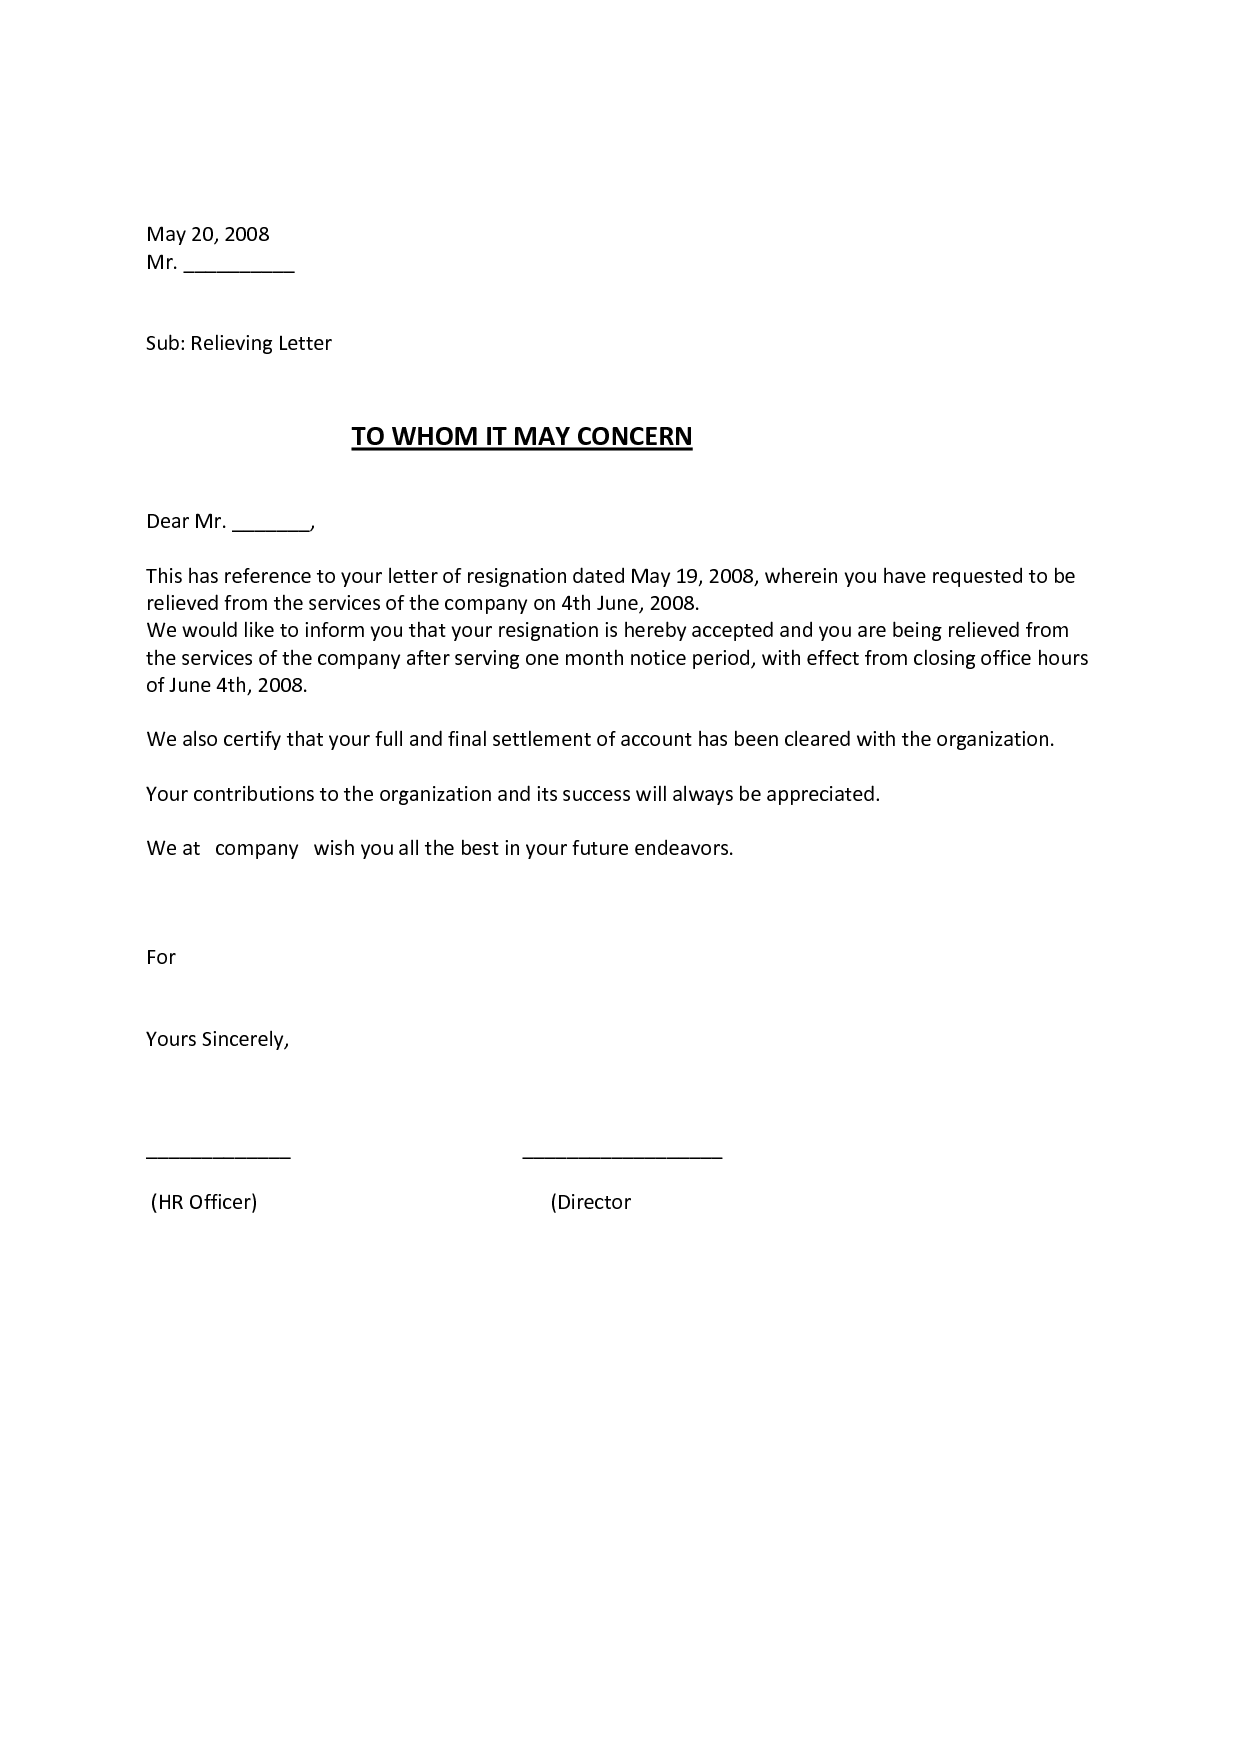 May 20, 2008
Mr. __________
Sub: Relieving Letter
TO WHOM IT MAY CONCERN
Dear Mr. _______,
This has reference to your letter of resignation dated May 19, 2008, wherein you have requested to be
relieved from the services of the company on 4th June, 2008.
We would like to inform you that your resignation is hereby accepted and you are being relieved from
the services of the company after serving one month notice period, with effect from closing office hours
of June 4th, 2008.
We also certify that your full and final settlement of account has been cleared with the organization.
Your contributions to the organization and its success will always be appreciated.
We at   company   wish you all the best in your future endeavors.
For
Yours Sincerely,
_____________ __________________
(HR Officer) (Director